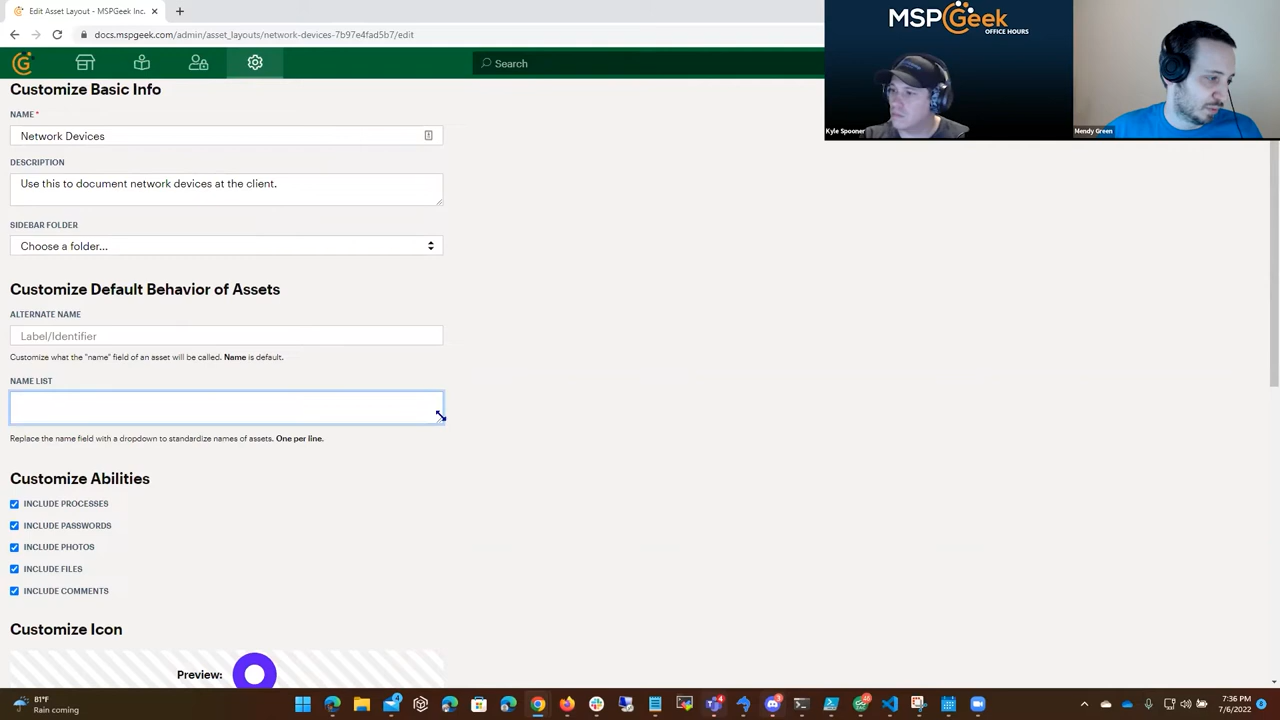 Edit Asset Layout - MSPGeek Inc.
docs.mspgeek.com/admin/asset_layouts/network-devices-7b97e4fad5b7/edit
Search
MSPGeek
OFFICE HOURS
Kyle Spooner
Mendy Green
Customize Basic Info
NAME *
Network Devices
DESCRIPTION
Use this to document network devices at the client.
SIDEBAR FOLDER
Choose a folder...
Customize Default Behavior of Assets
ALTERNATE NAME
Label/Identifier
Customize what the "name" field of an asset will be called. Name is default.
NAME LIST
Replace the name field with a dropdown to standardize names of assets. One per line.
Customize Abilities
INCLUDE PROCESSES
INCLUDE PASSWORDS
INCLUDE PHOTOS
INCLUDE FILES
INCLUDE COMMENTS
Customize Icon
Preview:
81°F
Rain coming
7:36 PM
7/6/2022